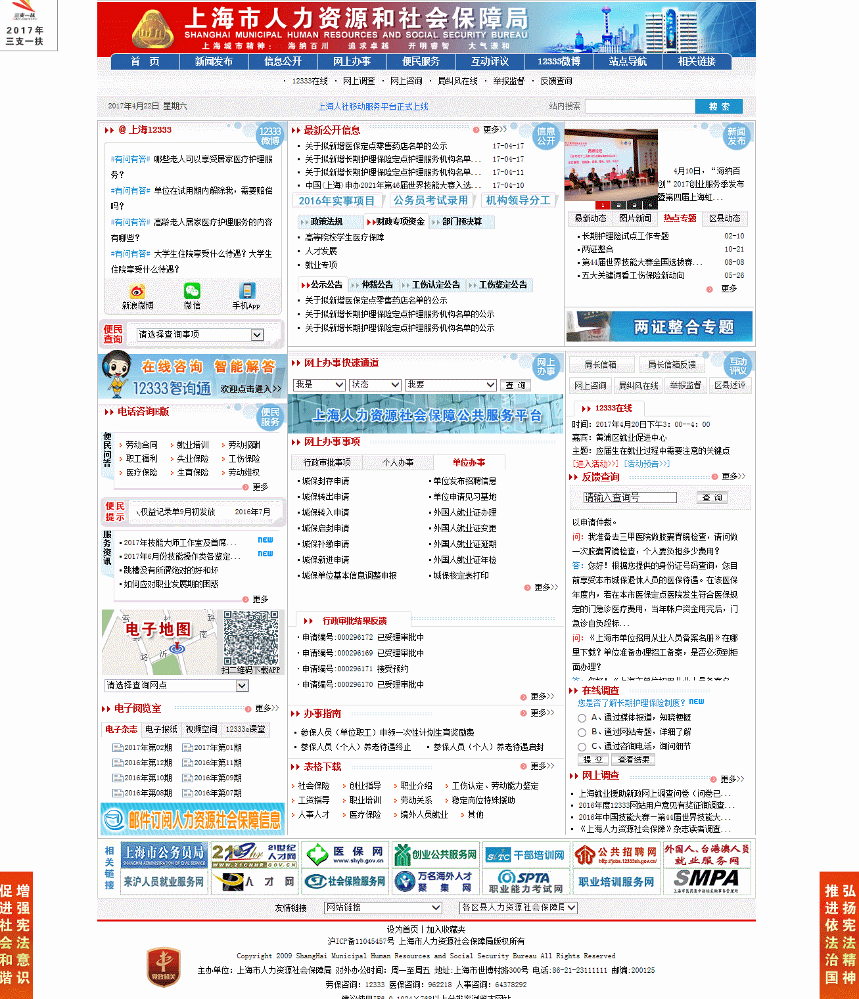 三支一扶
2017年
三支一扶
上海市人力资源和社会保障局
SHANGHAI MUNICIPAL HUMAN RESOURCES AND SOCIAL SECURITY BUREAU
上海城市精神： 海纳百川 追求卓越 开明睿智 大气谦和
首 页 新闻发布 信息公开 网上办事 便民服务 互动评议 12333微博 站点导航 相关链接
· 12333在线 · 网上调查 · 网上咨询 · 局纠风在线 · 举报监督 · 反馈查询
2017年4月22日 星期六 上海人社移动服务平台正式上线 站内搜索 搜 索
@ 上海12333
12333微博
#有问有答# 哪些老人可以享受居家医疗护理服
务？
#有问有答# 单位在试用期内解除我，需要赔偿
吗？
#有问有答# 高龄老人居家医疗护理服务的内容
有哪些？
#有问有答# 大学生住院享受什么待遇？大学生
住院享受什么待遇？
新浪微博 微信 手机App
便民查询 请选择查询事项
在线咨询 智能解答
12333智询通 欢迎点击进入>>
电话咨询E版
便民服务
便民问答
劳动合同 就业培训 劳动报酬
职工福利 失业保险 工伤保险
医疗保险 生育保险 劳动维权
更多
便民提示 权益记录单9月初发放 2016年7月
服务资讯
2017年技能大师工作室及首席... NEW
2017年6月份技能操作类各鉴定... NEW
跳槽没有所谓绝对的好和坏
如何应对职业发展期的困惑
更多
电子地图
雪 村 路 南 路 沂
扫二维码下载APP
请选择查询网点
电子阅览室 更多>>
电子杂志 电子报纸 视频空间 12333e课堂
2017年第02期 2017年第01期
2016年第12期 2016年第11期
2016年第10期 2016年第09期
2016年第08期 2016年第07期
邮件订阅人力资源社会保障信息
最新公开信息 更多>>
信息公开
关于拟新增医保定点零售药店名单的公示 17-04-17
关于拟新增长期护理保险定点护理服务机构名单... 17-04-17
关于拟新增长期护理保险定点护理服务机构名单... 17-04-11
中国(上海)申办2021年第46届世界技能大赛入选... 17-04-10
2016年实事项目 公务员考试录用 机构领导分工
政策法规 财政专项资金 部门预决算
高等院校学生医疗保障
人才发展
就业专项
公示公告 仲裁公告 工伤认定公告 工伤鉴定公告
关于拟新增医保定点零售药店名单的公示
关于拟新增长期护理保险定点护理服务机构名单的公示
关于拟新增长期护理保险定点护理服务机构名单的公示
网上办事快速通道
网上办事
我是 状态 我要 查 询
上海人力资源社会保障公共服务平台
网上办事事项
行政审批事项 个人办事 单位办事
城保封存申请 单位发布招聘信息
城保转出申请 单位申请见习基地
城保转入申请 外国人就业证办理
城保启封申请 外国人就业证变更
城保补缴申请 外国人就业证延期
城保新进申请 外国人就业证年检
城保单位基本信息调整申报 城保核定表打印
更多>>
行政审批结果反馈
· 申请编号:000296172 已受理审批中
· 申请编号:000296169 已受理审批中
· 申请编号:000296171 接受预约
· 申请编号:000296170 已受理审批中
更多>>
办事指南 更多>>
参保人员（单位职工）申领一次性计划生育奖励费
参保人员（个人）养老待遇终止 参保人员（个人）养老待遇启封
表格下载 更多>>
社会保险 创业指导 职业介绍 工伤认定、劳动能力鉴定
工资指导 职业培训 劳动关系 稳定岗位特殊援助
人事人才 医疗保险 境外人员就业 其他
新闻发布
高峰论坛
4月10日，“海纳百
创”2017创业服务季发布
暨第四届上海虹...
1 2 3 4
最新动态 图片新闻 热点专题 区县动态
长期护理险试点工作专题 02-10
两证整合 10-21
第44届世界技能大赛全国选拔赛... 08-08
五大关键词看工伤保险新动向 05-26
更多
两证整合专题
局长信箱 局长信箱反馈 互动评议
网上咨询 局纠风在线 举报监督 区县述评
12333在线
时间：2017年4月20日下午3：00--4：00
嘉宾：黄浦区就业促进中心
主题：应届生在就业过程中需要注意的关键点
[进入活动>>] [活动预告>>]
反馈查询 更多>>
请输入查询号 查 询
以申请仲裁。
问：我准备去三甲医院做胶囊胃镜检查，请问做
一次胶囊胃镜检查，个人要负担多少费用？
答：您好！根据您提供的身份证号码查询，您目
前享受本市城保退休人员的医保待遇。在该医保
年度内，若在本市医保定点医院发生符合医保规
定的门急诊医疗费用，当年帐户资金用完后，门
急诊自负段标...
问：《上海市单位招用从业人员备案名册》在哪
里下载？单位准备办理招工备案，是否必须到柜
面办理？
在线调查
您是否了解长期护理保险制度？ NEW
A、通过媒体报道，知晓梗概
B、通过网站专题，详细了解
C、通过咨询电话，询问细节
提 交 查看结果
网上调查 更多>>
上海就业援助新政网上调查问卷（问卷已...
2016年度12333网站用户意见有奖征询调查...
2016年中国技能大赛－第44届世界技能大...
《上海人力资源社会保障》杂志读者调查...
相关链接
上海市公务员局 SHANGHAI ADMINISTRATION OF CIVIL SERVICE
21世纪人才网 WWW.21CNHR.GOV.CN
医保网 www.shyb.gov.cn
创业公共服务网
SHTC 干部培训网
公共招聘网 http://jobs.12333sh.gov.cn/
外国人、台港澳人员就业服务网
来沪人员就业服务网
人才网
社会保险服务网
万名海外人才聚集网
SPTA 职业能力考试网
职业培训服务网
SMPA 上海市医药集中招标采购事务管理所
友情链接 网站链接 各区县人力资源社会保障局
设为首页 | 加入收藏夹
沪ICP备11045457号 上海市人力资源社会保障局版权所有
Copyright 2009 ShangHai Municipal Human Resources and Social Security Bureau All Rights Reserved
主办单位：上海市人力资源社会保障局 对外办公时间：周一至周五 地址:上海市世博村路300号 电话:86-21-23111111 邮编:200125
劳保咨询：12333 医保咨询：962218 人事咨询：64378292
建议使用IE6.0 1024×768以上分辨率浏览本网站
党政机关
增强宪法意识
促进社会和谐
弘扬宪法精神
推进依法治国